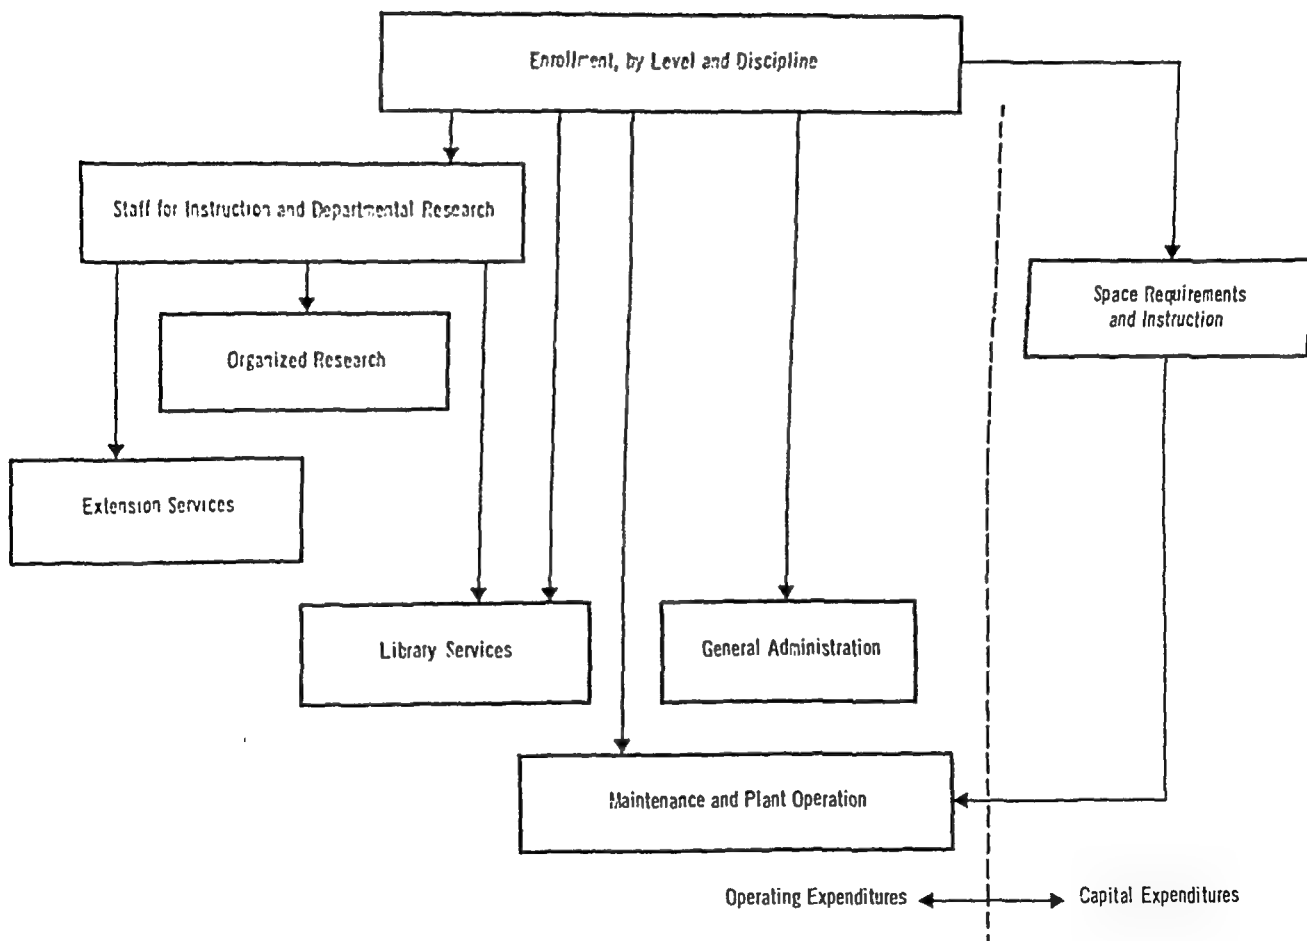 Enrollment, by Level and Discipline
Staff for Instruction and Departmental Research
Space Requirements
and Instruction
Organized Research
Extension Services
Library Services
General Administration
Maintenance and Plant Operation
Operating Expenditures
Capital Expenditures